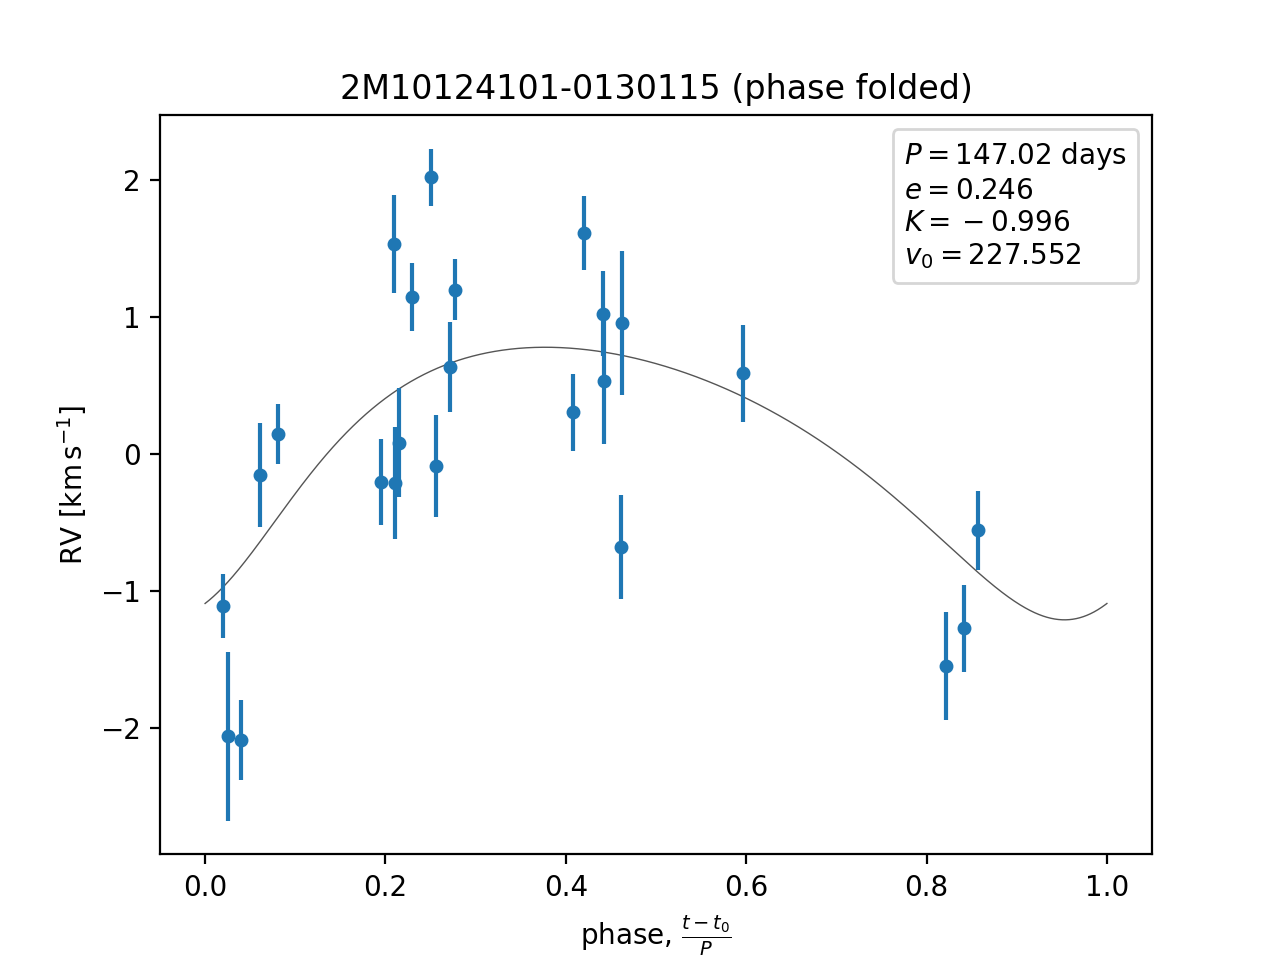 2M10124101-0130115 (phase folded)
P = 147.02 days
e = 0.246
K = −0.996
v₀ = 227.552
2
1
0
−1
−2
RV [km s⁻¹]
0.0 0.2 0.4 0.6 0.8 1.0
phase, (t − t₀)/P